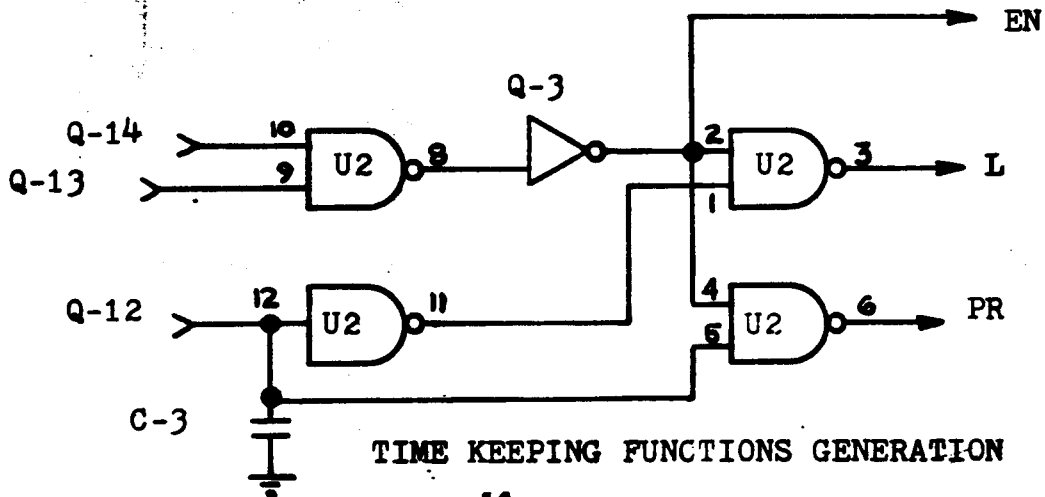 EN
Q-3
Q-14
10
9
U2
8
2
1
U2
3
L
Q-13
Q-12
12
U2
11
4
5
U2
6
PR
C-3
TIME KEEPING FUNCTIONS GENERATION